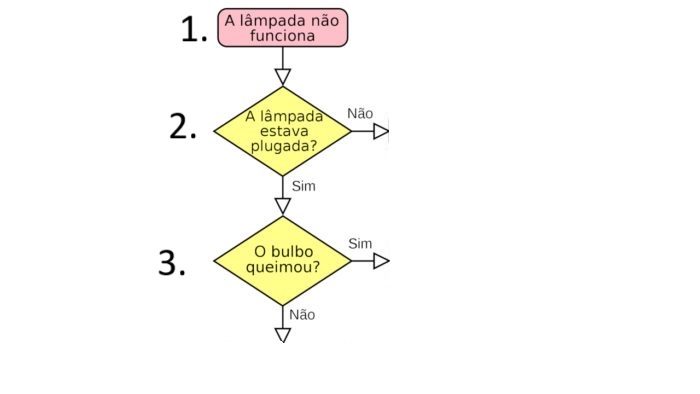 1.
A lâmpada não
funciona
2.
A lâmpada
estava
plugada?
Não
Sim
3.
O bulbo
queimou?
Sim
Não